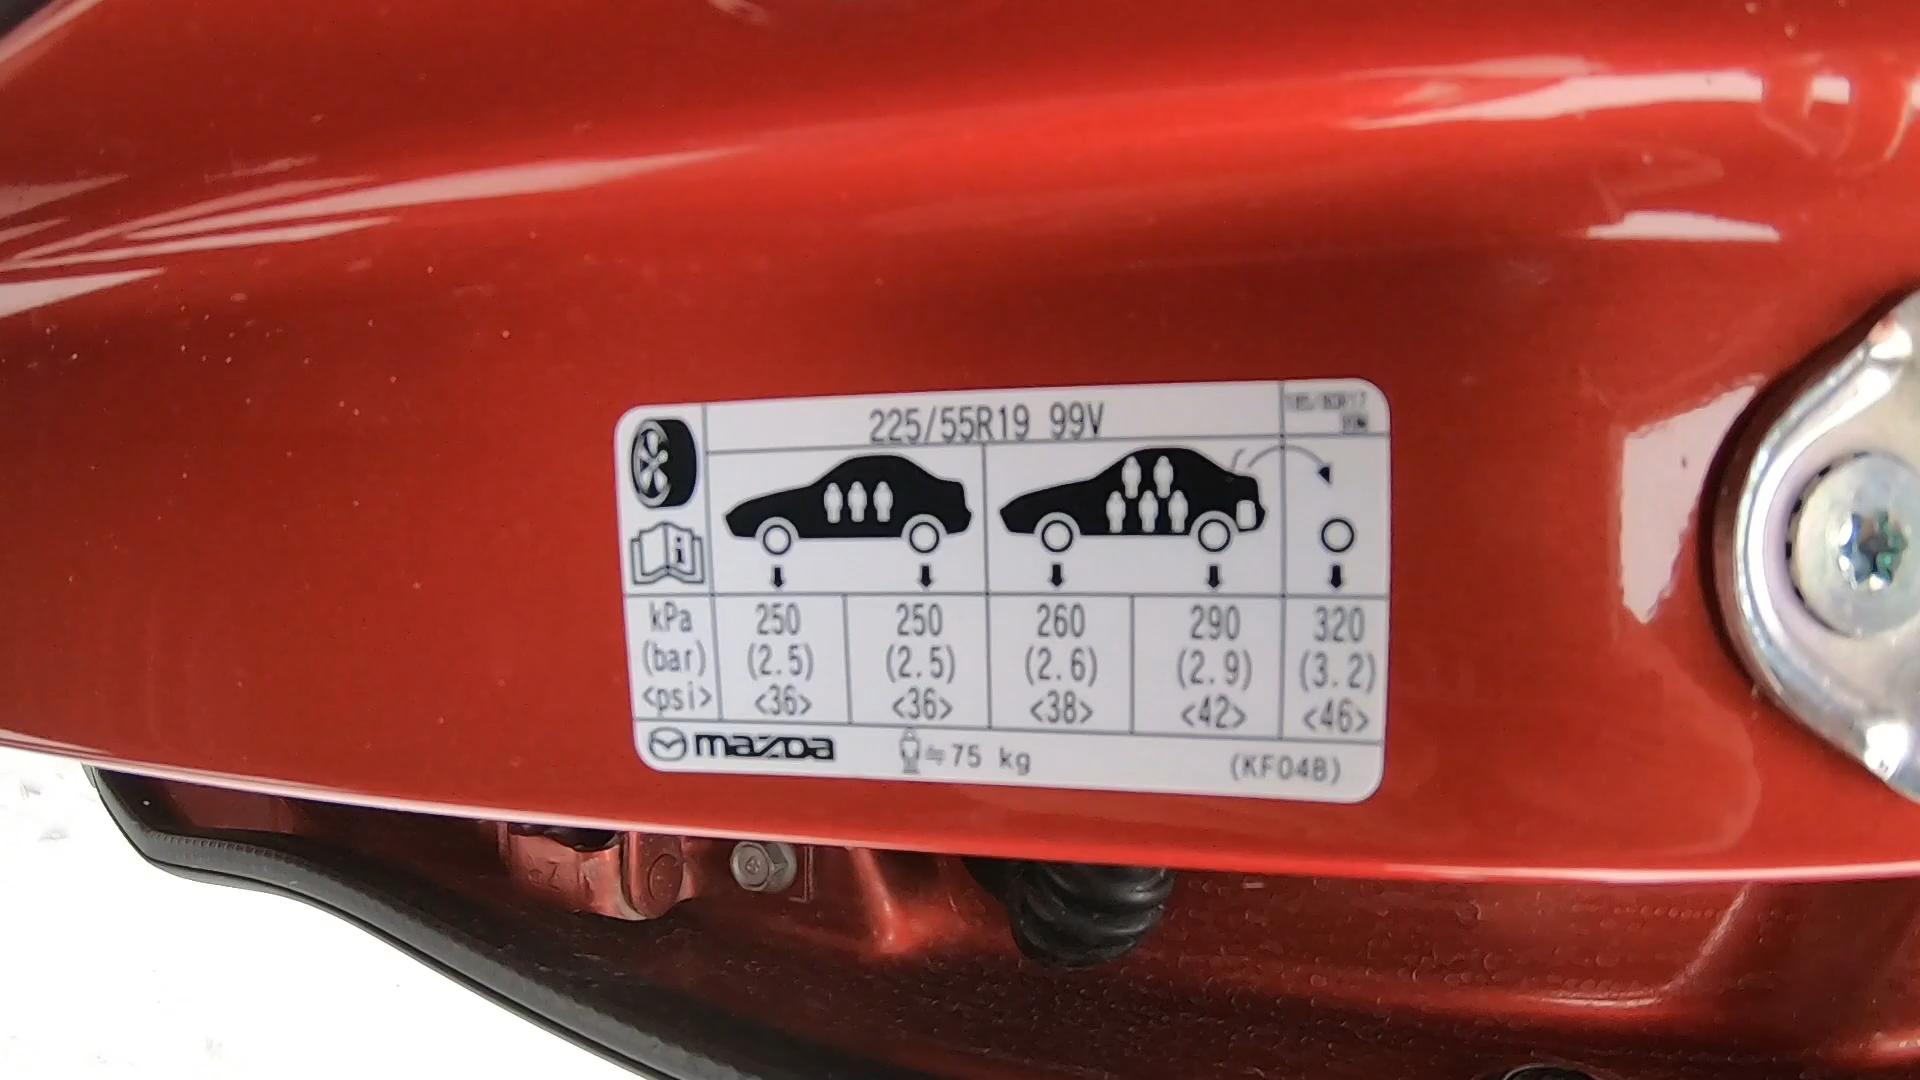 225/55R19 99V
kPa 250 250 260 290 320
(bar) (2.5) (2.5) (2.6) (2.9) (3.2)
<psi> <36> <36> <38> <42> <46>
mazda ≒75 kg (KF04B)